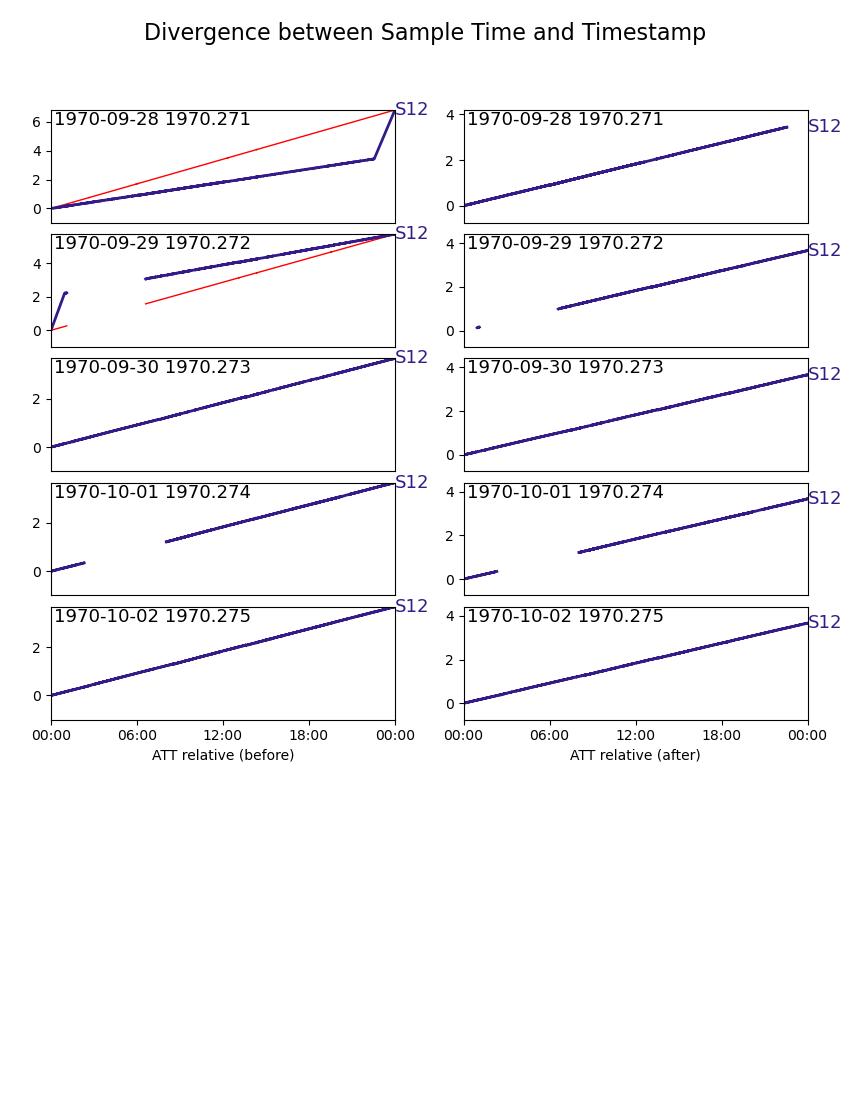 Divergence between Sample Time and Timestamp
1970-09-28 1970.271
S12
6
4
2
0
1970-09-28 1970.271
S12
4
2
0
1970-09-29 1970.272
S12
4
2
0
1970-09-29 1970.272
S12
4
2
0
1970-09-30 1970.273
S12
2
0
1970-09-30 1970.273
S12
4
2
0
1970-10-01 1970.274
S12
2
0
1970-10-01 1970.274
S12
4
2
0
1970-10-02 1970.275
S12
2
0
00:00 06:00 12:00 18:00 00:00
ATT relative (before)
1970-10-02 1970.275
S12
4
2
0
00:00 06:00 12:00 18:00 00:00
ATT relative (after)